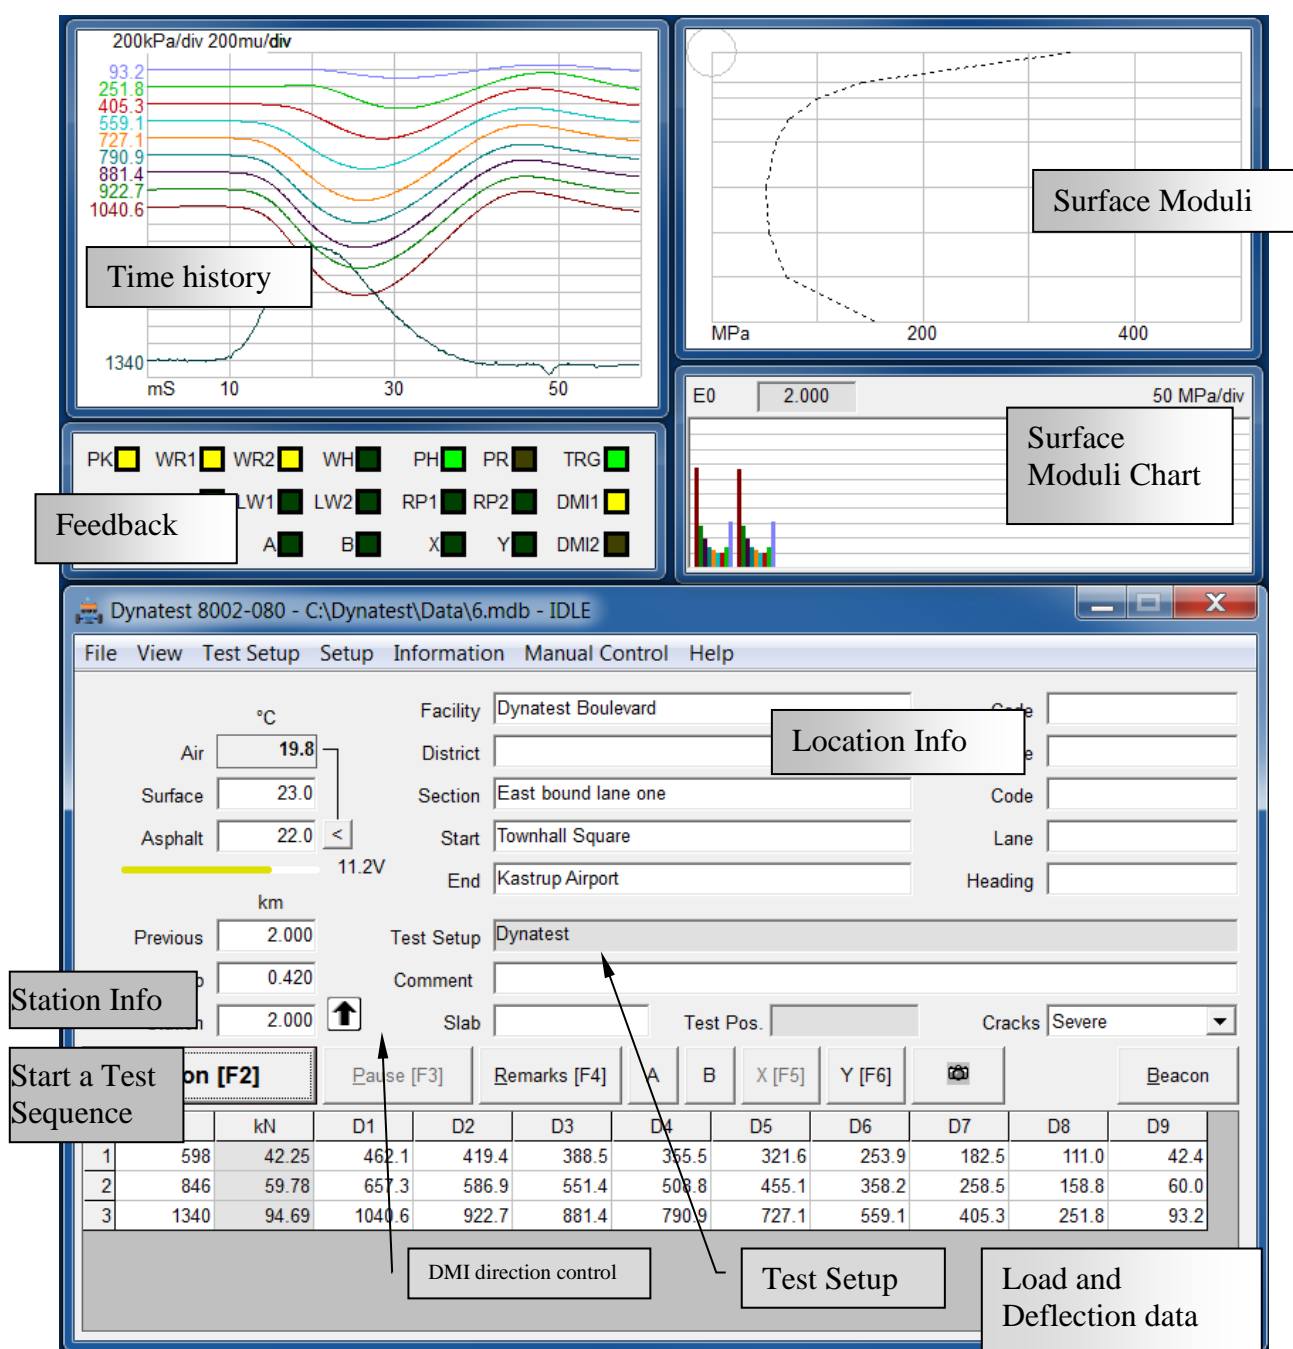 200kPa/div 200mu/div
93.2
251.8
405.3
559.1
727.1
790.9
881.4
922.7
1040.6
Time history
1340
mS 10 30 50
Surface Moduli
MPa 200 400
E0 2.000 50 MPa/div
Surface
Moduli Chart
PK WR1 WR2 WH PH PR TRG
LW1 LW2 RP1 RP2 DMI1
Feedback
A B X Y DMI2
Dynatest 8002-080 - C:\Dynatest\Data\6.mdb - IDLE
File View Test Setup Setup Information Manual Control Help
°C Facility Dynatest Boulevard
Location Info
Air 19.8 District
Surface 23.0 Section East bound lane one Code
Asphalt 22.0 < Start Townhall Square Lane
11.2V End Kastrup Airport Heading
km
Previous 2.000 Test Setup Dynatest
0.420 Comment
Station Info
2.000 Slab Test Pos. Cracks Severe
Start a Test
Sequence
[F2] Pause [F3] Remarks [F4] A B X [F5] Y [F6] Beacon
kN D1 D2 D3 D4 D5 D6 D7 D8 D9
1 598 42.25 462.1 419.4 388.5 355.5 321.6 253.9 182.5 111.0 42.4
2 846 59.78 657.3 586.9 551.4 508.8 455.1 358.2 258.5 158.8 60.0
3 1340 94.69 1040.6 922.7 881.4 790.9 727.1 559.1 405.3 251.8 93.2
DMI direction control
Test Setup
Load and
Deflection data